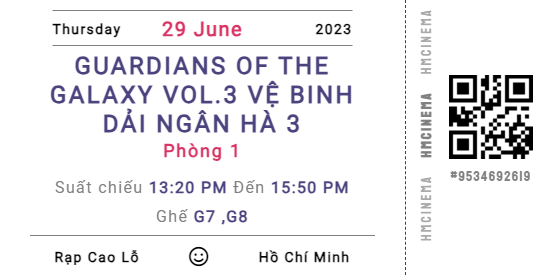 Thursday 29 June 2023
GUARDIANS OF THE
GALAXY VOL.3 VỆ BINH
DẢI NGÂN HÀ 3
Phòng 1
Suất chiếu 13:20 PM Đến 15:50 PM
Ghế G7 ,G8
Rạp Cao Lỗ Hồ Chí Minh
HMCINEMA
HMCINEMA
HMCINEMA
#9534692619